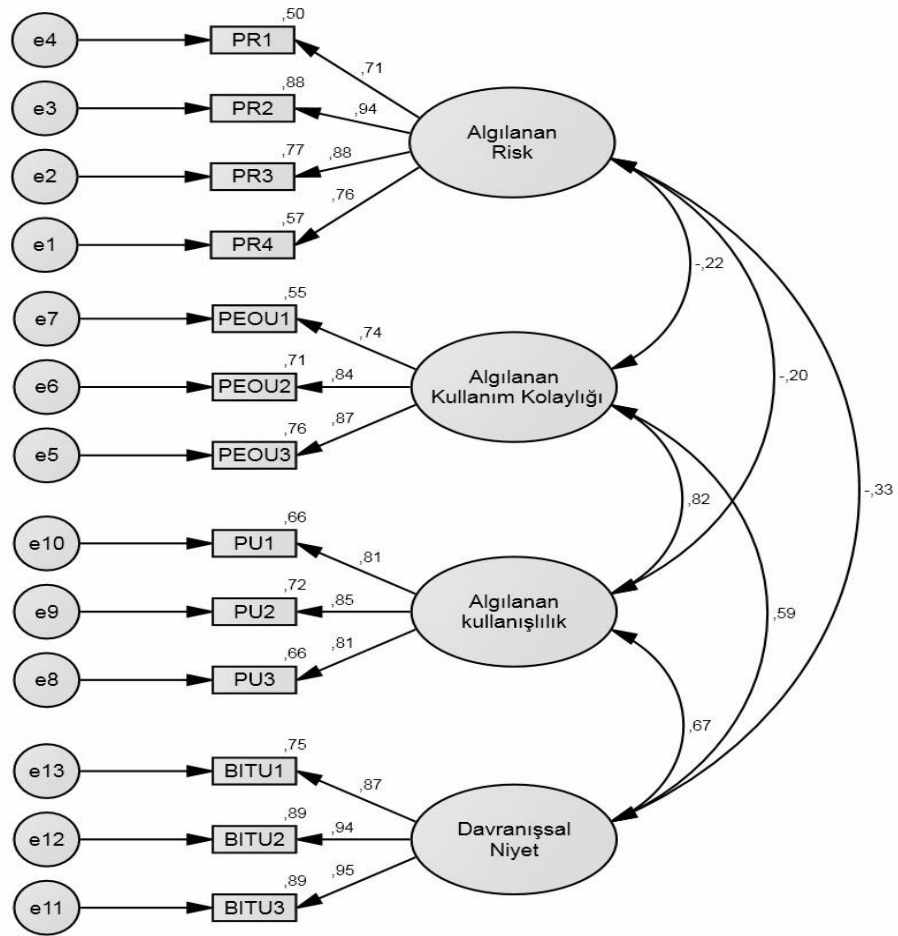 ,50
e4
PR1
,71
,88
e3
PR2
,94
Algılanan
Risk
,77
e2
PR3
,88
,57
e1
PR4
,76
-,22
,55
e7
PEOU1
,74
,71
e6
PEOU2
,84
Algılanan
Kullanım Kolaylığı
-,20
,76
e5
PEOU3
,87
,82
-,33
,66
e10
PU1
,81
,72
e9
PU2
,85
Algılanan
kullanışlılık
,59
,66
e8
PU3
,81
,67
,75
e13
BITU1
,87
,89
e12
BITU2
,94
Davranışsal
Niyet
,89
e11
BITU3
,95